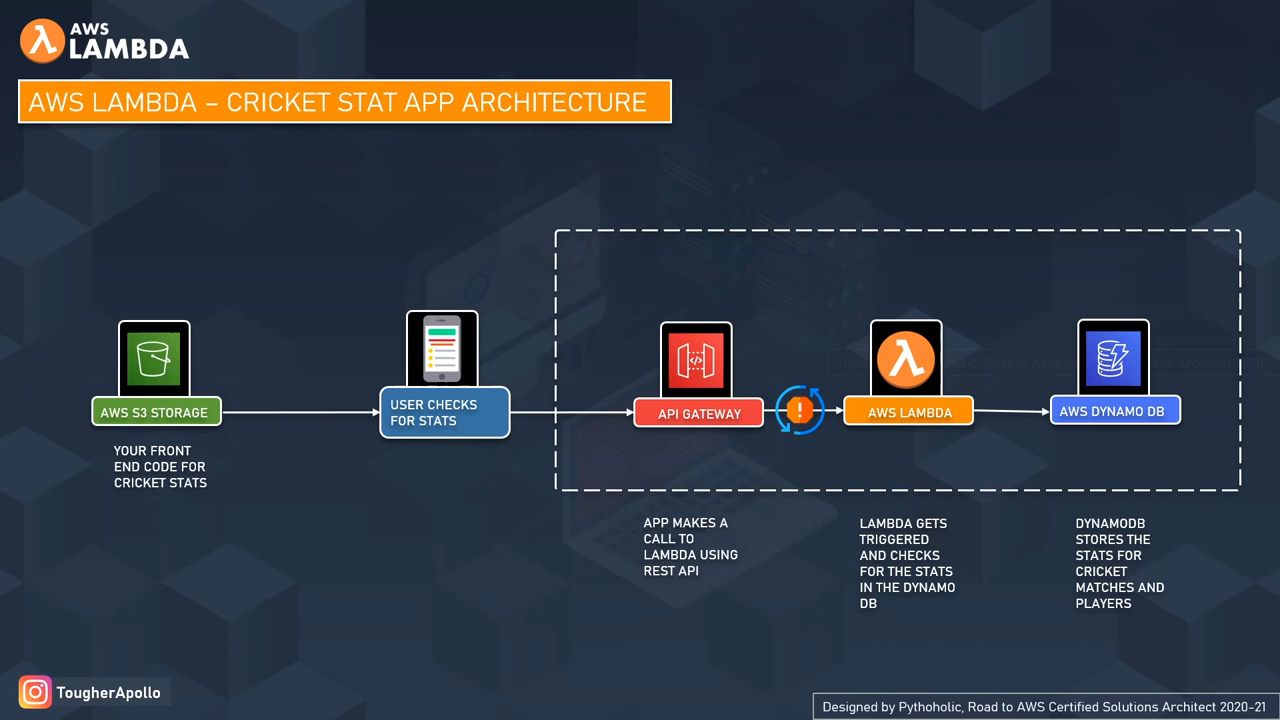 AWS
LAMBDA
AWS LAMBDA – CRICKET STAT APP ARCHITECTURE
AWS S3 STORAGE
YOUR FRONT
END CODE FOR
CRICKET STATS
USER CHECKS
FOR STATS
API GATEWAY
APP MAKES A
CALL TO
LAMBDA USING
REST API
AWS LAMBDA
LAMBDA GETS
TRIGGERED
AND CHECKS
FOR THE STATS
IN THE DYNAMO
DB
AWS DYNAMO DB
DYNAMODB
STORES THE
STATS FOR
CRICKET
MATCHES AND
PLAYERS
TougherApollo
Designed by Pythoholic, Road to AWS Certified Solutions Architect 2020-21